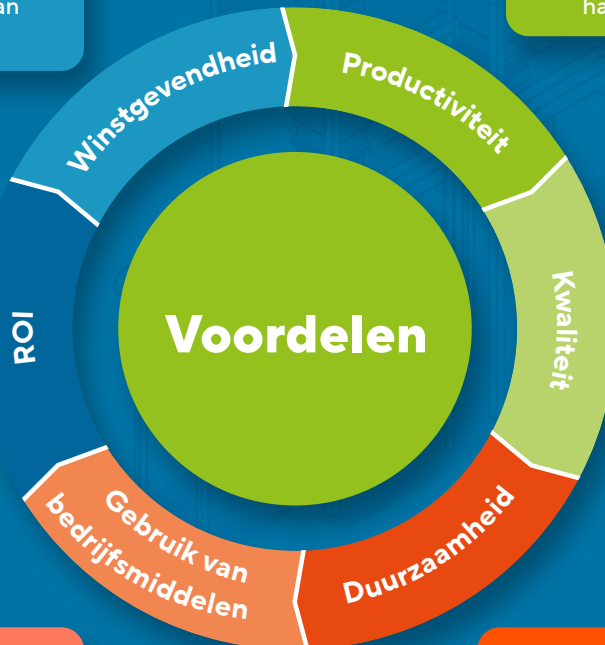 Winstgevendheid
Productiviteit
Kwaliteit
Voordelen
ROI
Gebruik van
bedrijfsmiddelen
Duurzaamheid